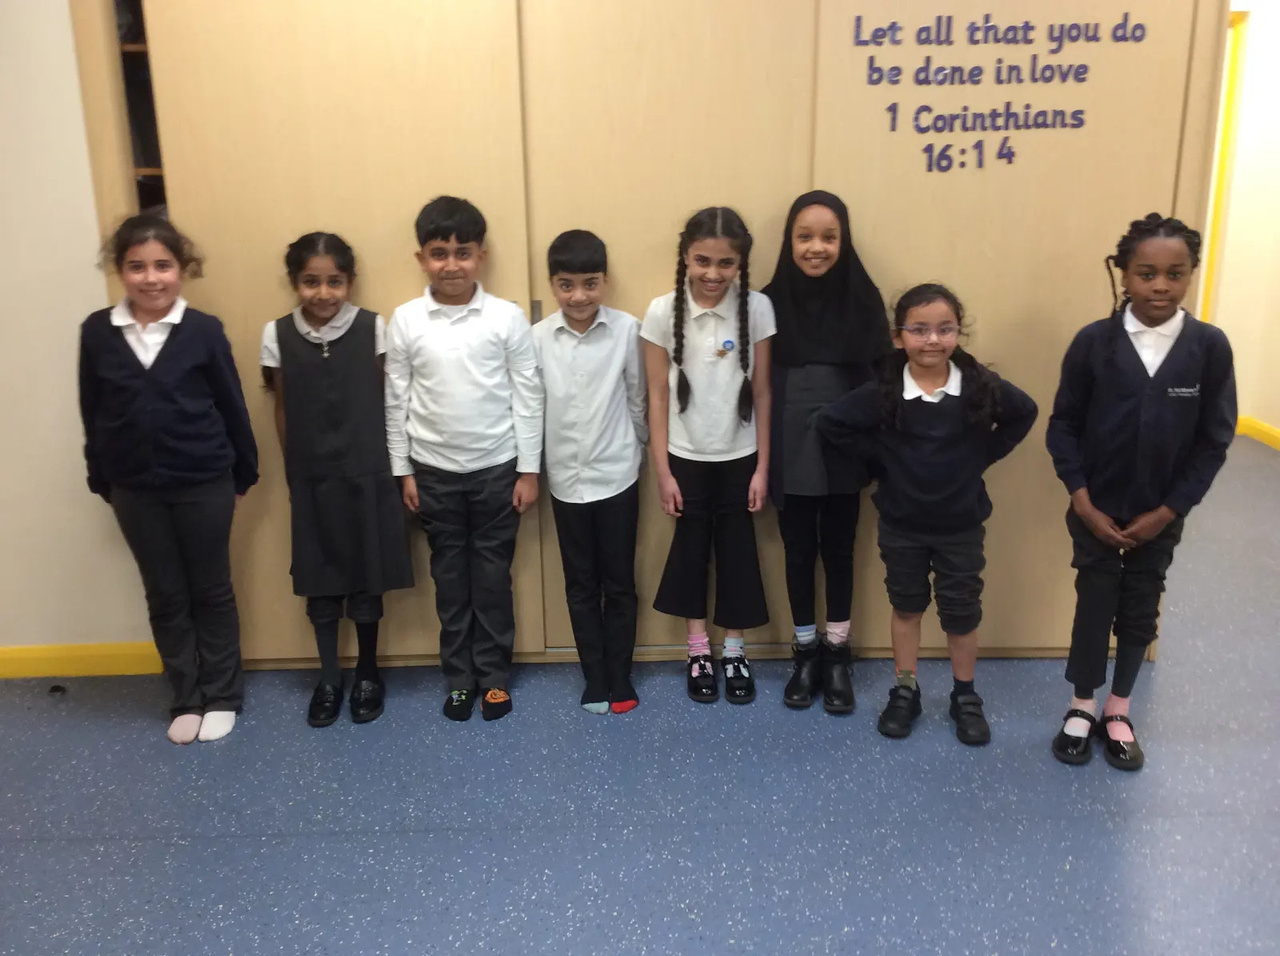 Let all that you do
be done in love
1 Corinthians
16:14